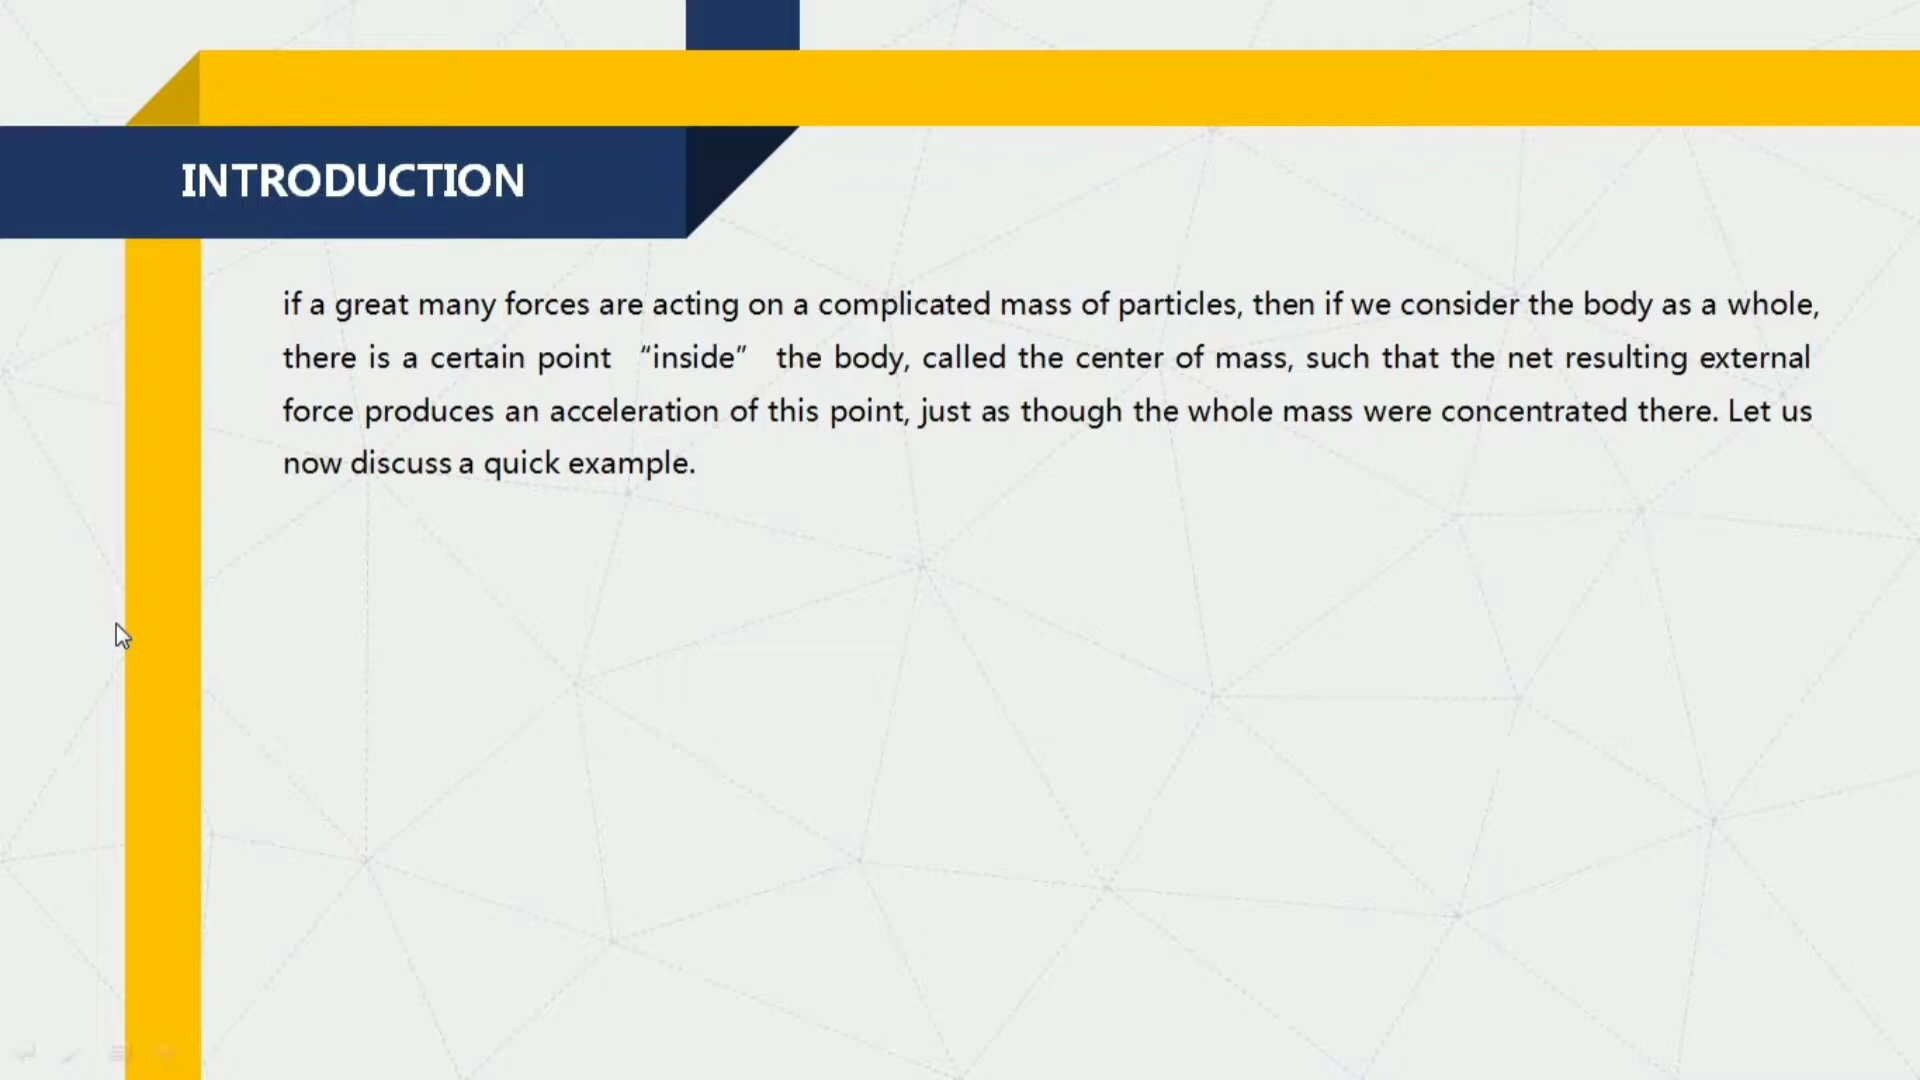 INTRODUCTION
if a great many forces are acting on a complicated mass of particles, then if we consider the body as a whole,
there is a certain point “inside” the body, called the center of mass, such that the net resulting external
force produces an acceleration of this point, just as though the whole mass were concentrated there. Let us
now discuss a quick example.